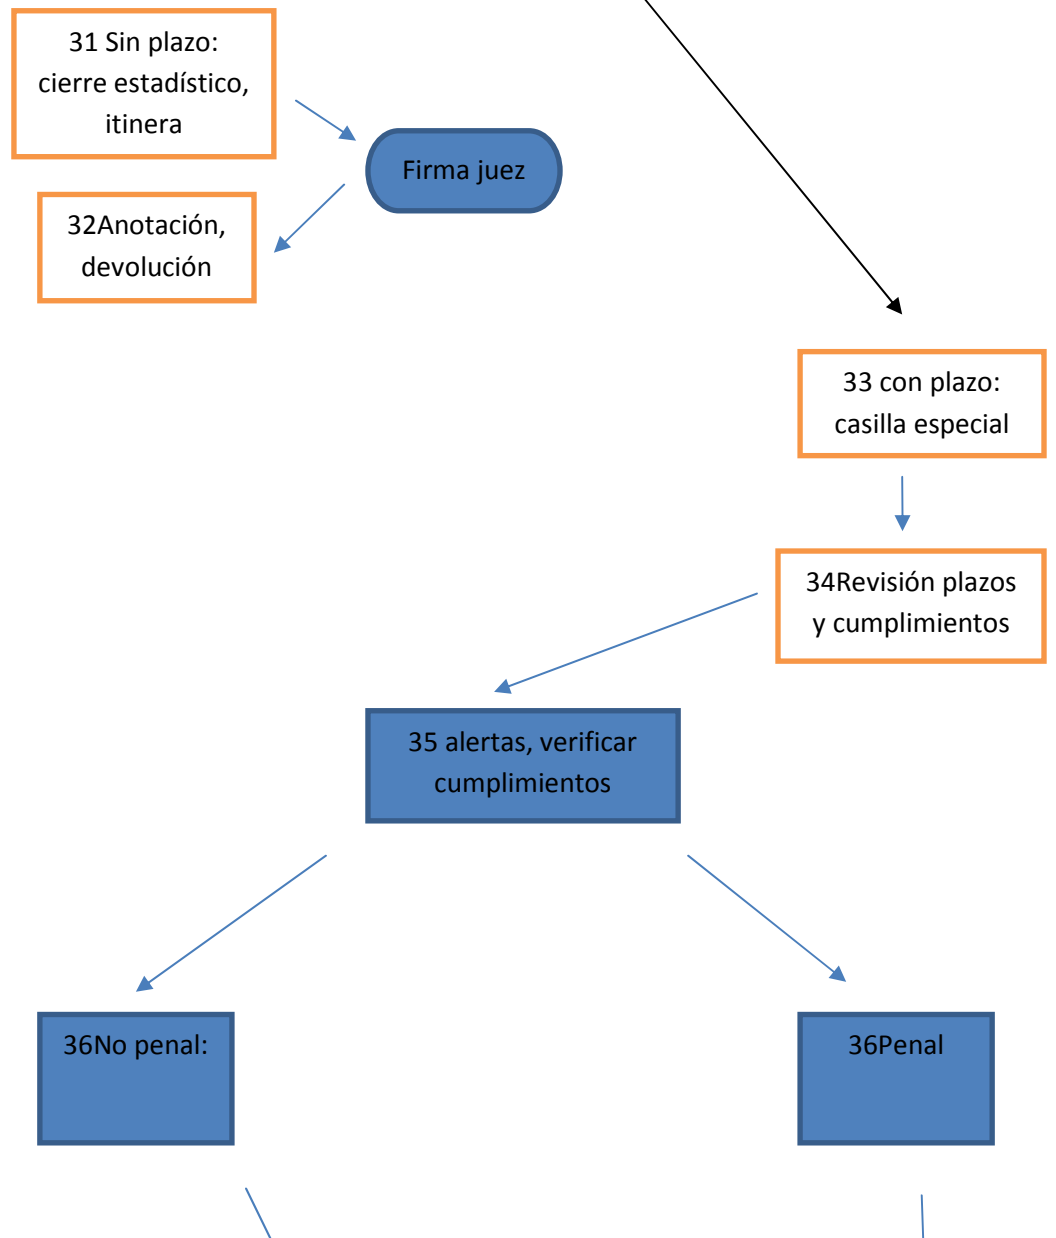 31 Sin plazo:
cierre estadístico,
itinera
Firma juez
32Anotación,
devolución
33 con plazo:
casilla especial
34Revisión plazos
y cumplimientos
35 alertas, verificar
cumplimientos
36No penal:
36Penal